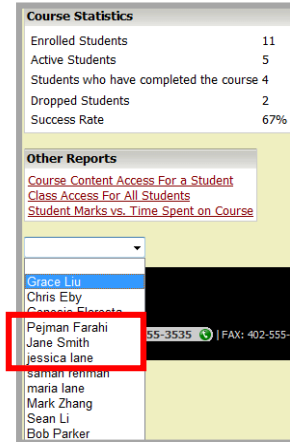 Course Statistics
Enrolled Students 11
Active Students 5
Students who have completed the course 4
Dropped Students 2
Success Rate 67%
Other Reports
Course Content Access For a Student
Class Access For All Students
Student Marks vs. Time Spent on Course
Grace Liu
Chris Eby
Pejman Farahi
55-3535 | FAX: 402-555-
Jane Smith
jessica lane
saman rehman
maria lane
Mark Zhang
Sean Li
Bob Parker